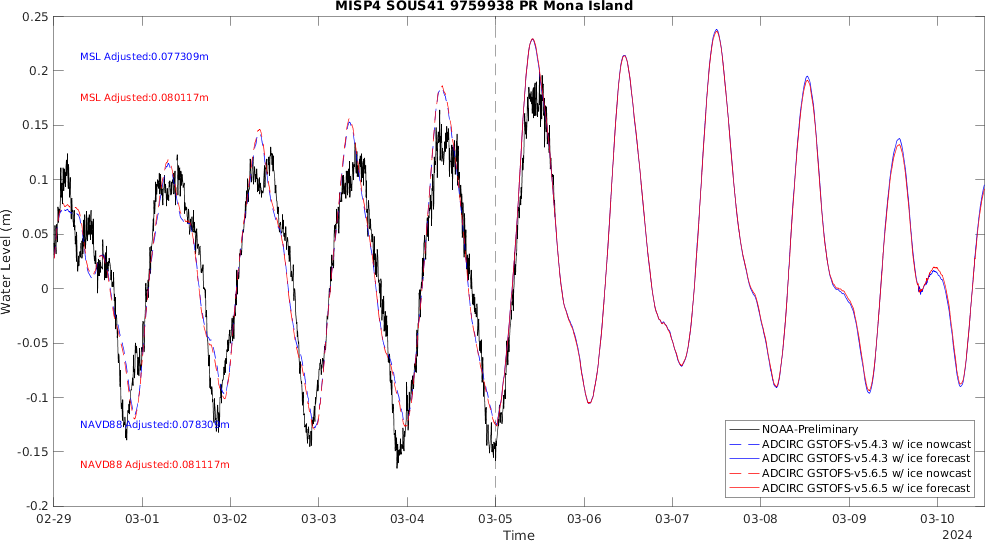 MISP4 SOUS41 9759938 PR Mona Island
0.25
0.2
0.15
0.1
0.05
0
-0.05
-0.1
-0.15
-0.2
Water Level (m)
MSL Adjusted:0.077309m
MSL Adjusted:0.080117m
NAVD88 Adjusted:0.078309m
NAVD88 Adjusted:0.081117m
NOAA-Preliminary
ADCIRC GSTOFS-v5.4.3 w/ ice nowcast
ADCIRC GSTOFS-v5.4.3 w/ ice forecast
ADCIRC GSTOFS-v5.6.5 w/ ice nowcast
ADCIRC GSTOFS-v5.6.5 w/ ice forecast
02-29 03-01 03-02 03-03 03-04 03-05 03-06 03-07 03-08 03-09 03-10
Time
2024